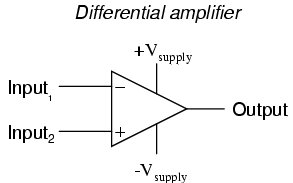 Differential amplifier
+Vsupply
Input1 −
Input2 +
Output
-Vsupply